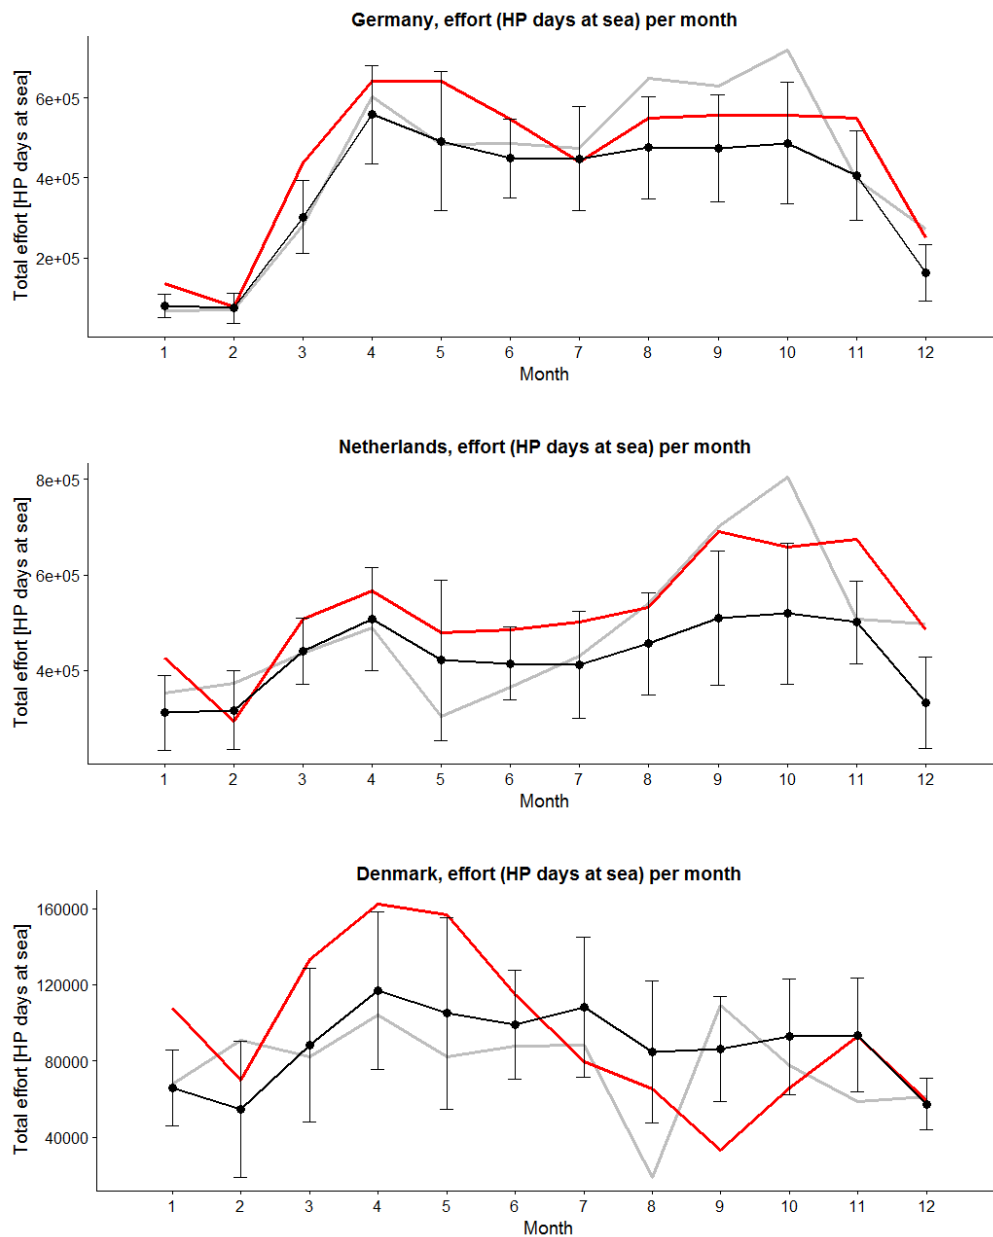 Germany, effort (HP days at sea) per month
Total effort [HP days at sea]
6e+05
4e+05
2e+05
1 2 3 4 5 6 7 8 9 10 11 12
Month
Netherlands, effort (HP days at sea) per month
Total effort [HP days at sea]
8e+05
6e+05
4e+05
1 2 3 4 5 6 7 8 9 10 11 12
Month
Denmark, effort (HP days at sea) per month
Total effort [HP days at sea]
160000
120000
80000
40000
1 2 3 4 5 6 7 8 9 10 11 12
Month